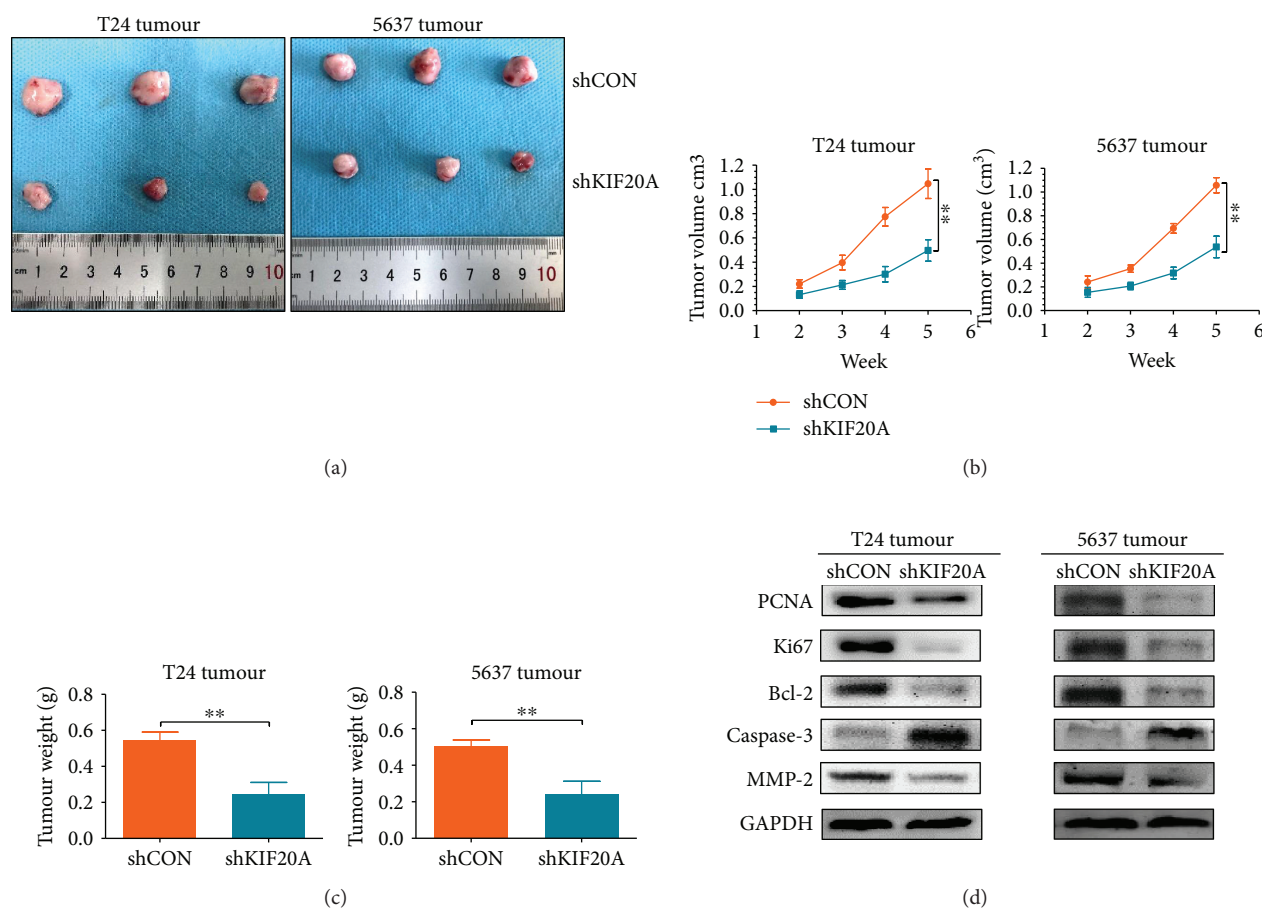 T24 tumour 5637 tumour
shCON
shKIF20A
cm 1 2 3 4 5 6 7 8 9 10
cm 1 2 3 4 5 6 7 8 9 10
(a)
T24 tumour
Tumor volume cm3
1.2
1.0
0.8
0.6
0.4
0.2
0.0
1 2 3 4 5 6
Week
**
5637 tumour
Tumor volume (cm³)
1.2
1.0
0.8
0.6
0.4
0.2
0.0
1 2 3 4 5 6
Week
**
shCON
shKIF20A
(b)
T24 tumour
Tumour weight (g)
0.8
0.6
0.4
0.2
0.0
**
shCON shKIF20A
5637 tumour
Tumour weight (g)
0.8
0.6
0.4
0.2
0.0
**
shCON shKIF20A
(c)
T24 tumour 5637 tumour
shCON shKIF20A shCON shKIF20A
PCNA
Ki67
Bcl-2
Caspase-3
MMP-2
GAPDH
(d)